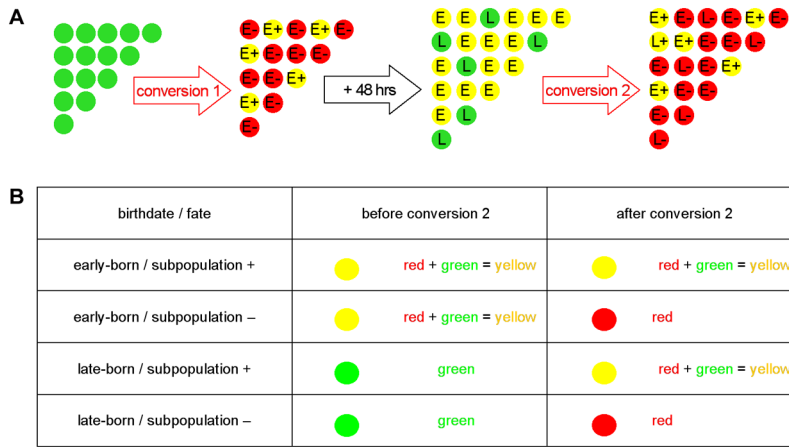 A
E- E+ E+ E+ E-
E+ E- E- E-
E- E- E+
E+ E-
E-
conversion 1
+ 48 hrs
E E L E E E
L E E E L
E L E E
E E E
E L
L
conversion 2
E+ E- L- E- E+ E-
L+ E+ E- E- L-
E- L- E- E+
E+ E- E-
E- L-
L-
B
birthdate / fate before conversion 2 after conversion 2
early-born / subpopulation + red + green = yellow red + green = yellow
early-born / subpopulation – red + green = yellow red
late-born / subpopulation + green red + green = yellow
late-born / subpopulation – green red